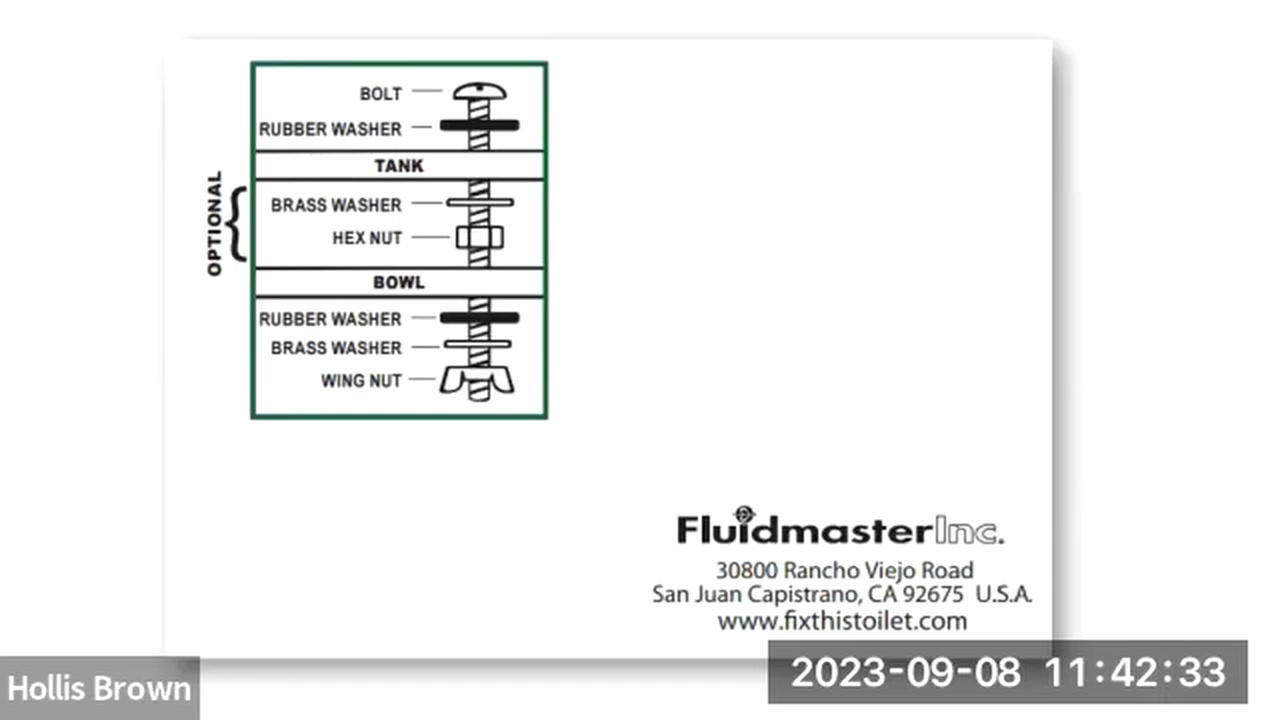 BOLT
RUBBER WASHER
TANK
OPTIONAL
BRASS WASHER
HEX NUT
BOWL
RUBBER WASHER
BRASS WASHER
WING NUT
FluidmasterInc.
30800 Rancho Viejo Road
San Juan Capistrano, CA 92675 U.S.A.
www.fixthistoilet.com
Hollis Brown
2023-09-08 11:42:33